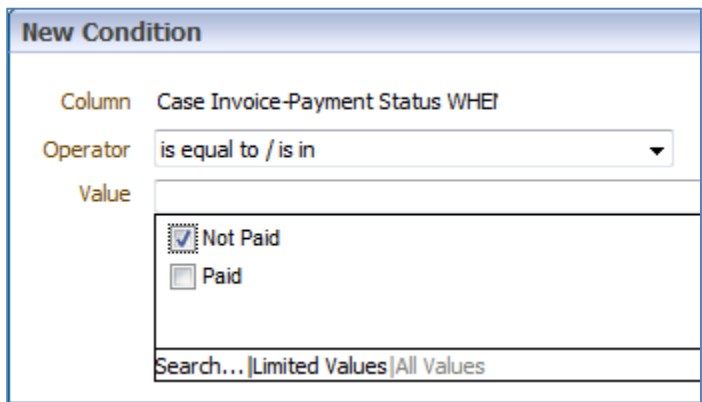 New Condition
Column Case Invoice-Payment Status WHEN
Operator is equal to / is in
Value
Not Paid
Paid
Search...|Limited Values|All Values